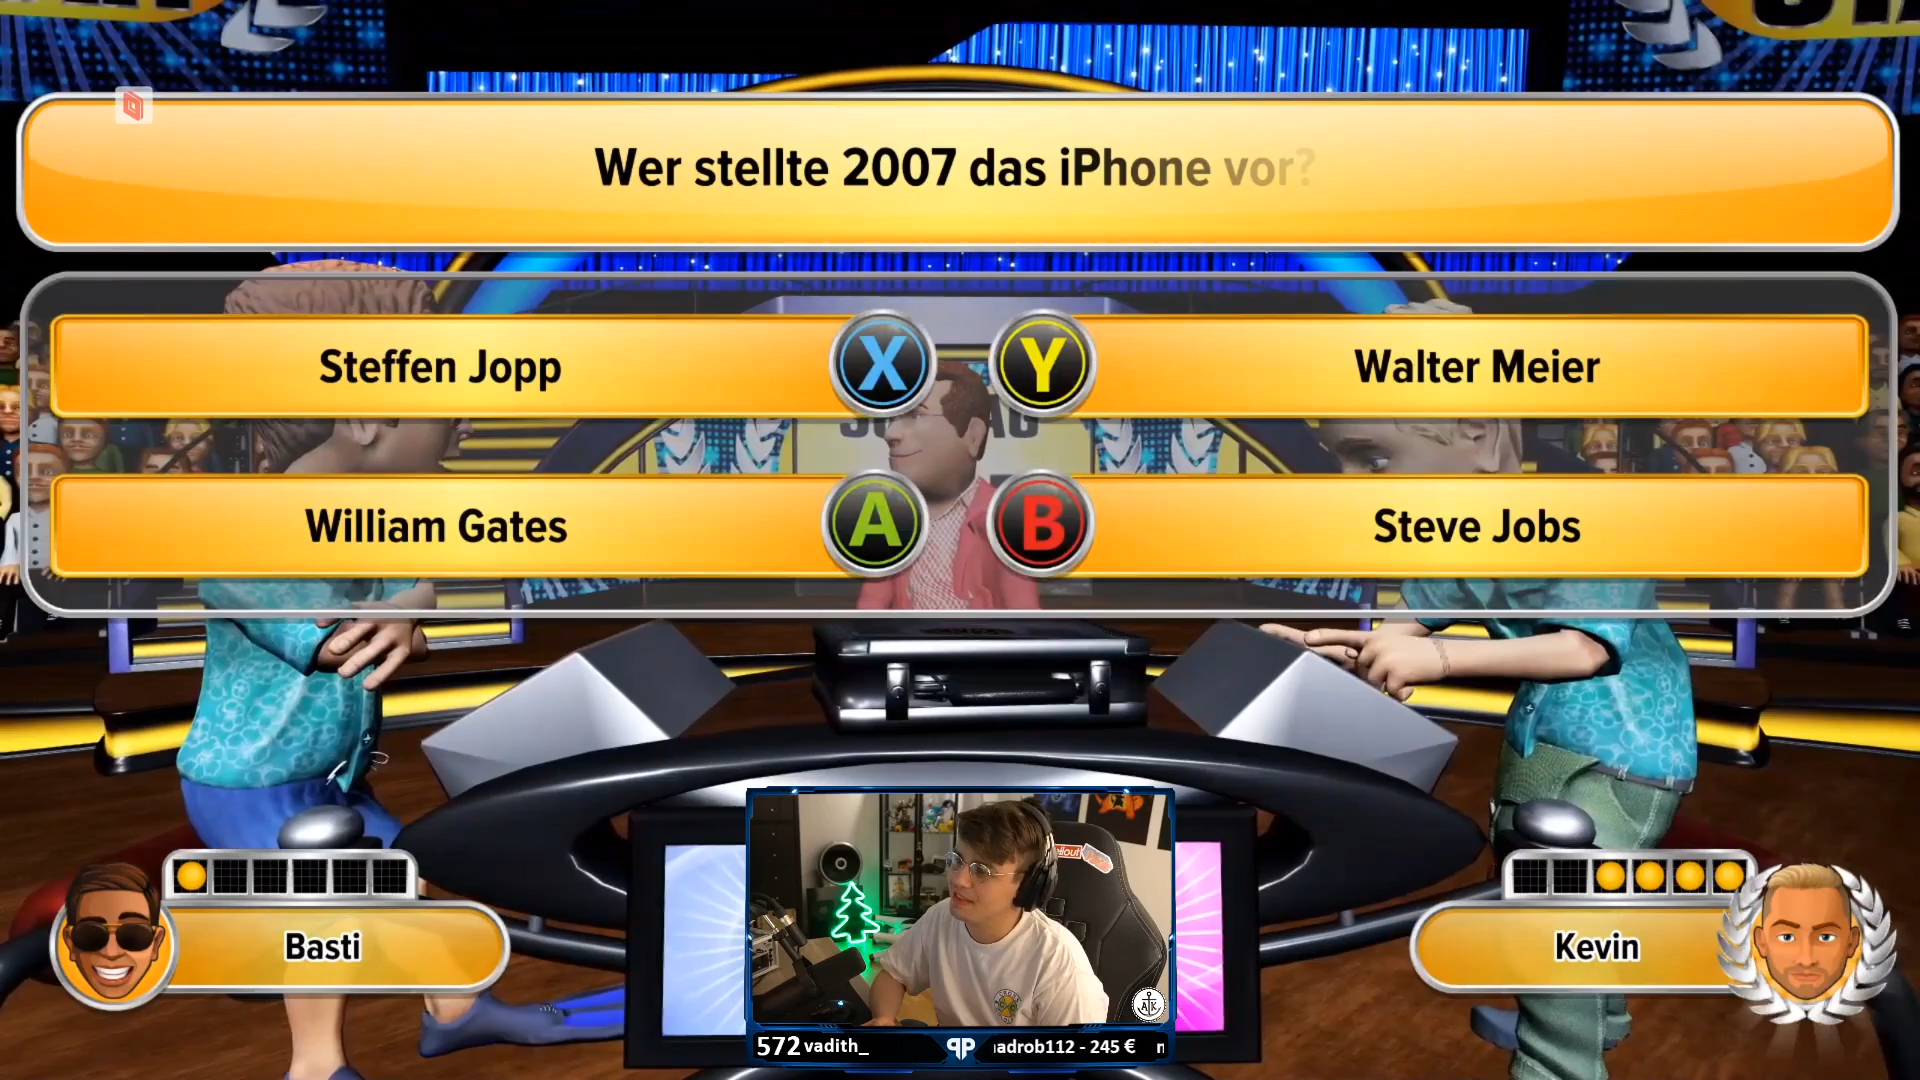 Wer stellte 2007 das iPhone vor?
Steffen Jopp
X
Y
Walter Meier
William Gates
A
B
Steve Jobs
Basti
Kevin
572 vadith_
adrob112 - 245 €